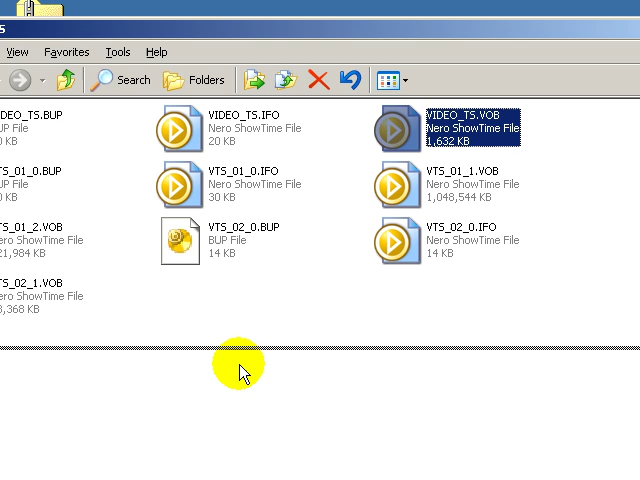 S
View Favorites Tools Help
Search Folders
DEO_TS.BUP
UP File
0 KB
VIDEO_TS.IFO
Nero ShowTime File
20 KB
VIDEO_TS.VOB
Nero ShowTime File
1,632 KB
TS_01_0.BUP
UP File
0 KB
VTS_01_0.IFO
Nero ShowTime File
30 KB
VTS_01_1.VOB
Nero ShowTime File
1,048,544 KB
TS_01_2.VOB
ero ShowTime File
21,984 KB
VTS_02_0.BUP
BUP File
14 KB
VTS_02_0.IFO
Nero ShowTime File
14 KB
TS_02_1.VOB
ero ShowTime File
3,368 KB